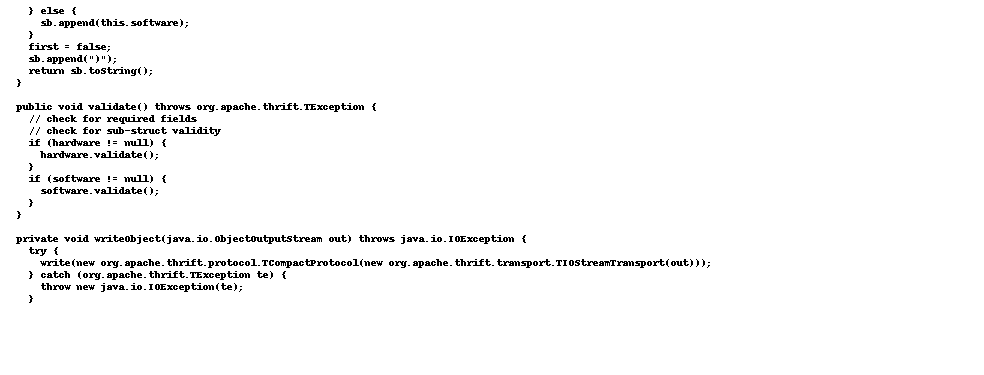 } else {
      sb.append(this.software);
    }
    first = false;
    sb.append(")");
    return sb.toString();
  }

  public void validate() throws org.apache.thrift.TException {
    // check for required fields
    // check for sub-struct validity
    if (hardware != null) {
      hardware.validate();
    }
    if (software != null) {
      software.validate();
    }
  }

  private void writeObject(java.io.ObjectOutputStream out) throws java.io.IOException {
    try {
      write(new org.apache.thrift.protocol.TCompactProtocol(new org.apache.thrift.transport.TIOStreamTransport(out)));
    } catch (org.apache.thrift.TException te) {
      throw new java.io.IOException(te);
    }